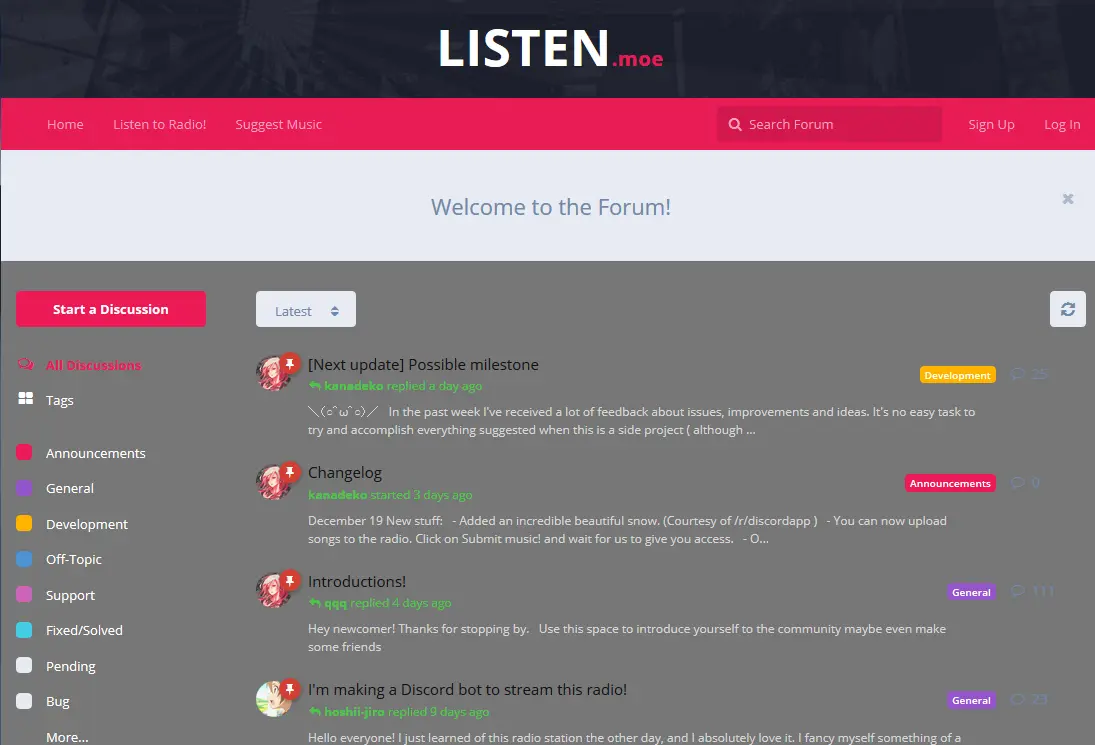 LISTEN.moe
Home Listen to Radio! Suggest Music Search Forum Sign Up Log In
Welcome to the Forum!
Start a Discussion
Latest
All Discussions
Tags
Announcements
General
Development
Off-Topic
Support
Fixed/Solved
Pending
Bug
More...
[Next update] Possible milestone
kanadeko replied a day ago
Development 25
＼(○＾ω＾○)／ In the past week I've received a lot of feedback about issues, improvements and ideas. It's no easy task to
try and accomplish everything suggested when this is a side project ( although ...
Changelog
kanadeko started 3 days ago
Announcements 0
December 19 New stuff: - Added an incredible beautiful snow. (Courtesy of /r/discordapp ) - You can now upload
songs to the radio. Click on Submit music! and wait for us to give you access. - O...
Introductions!
qqq replied 4 days ago
General 111
Hey newcomer! Thanks for stopping by. Use this space to introduce yourself to the community maybe even make
some friends
I'm making a Discord bot to stream this radio!
hoshii-jiro replied 9 days ago
General 29
Hello everyone! I just learned of this radio station the other day, and I absolutely love it. I fancy myself something of a